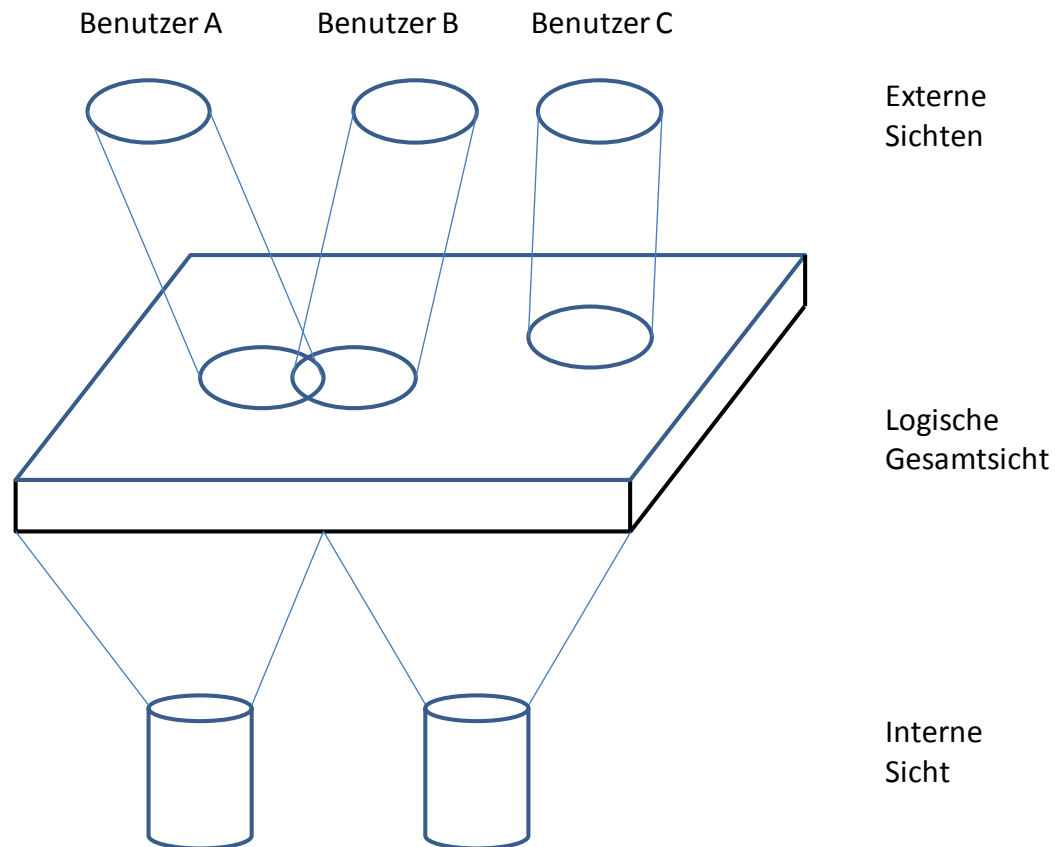 Benutzer A
Benutzer B
Benutzer C
Externe
Sichten
Logische
Gesamtsicht
Interne
Sicht